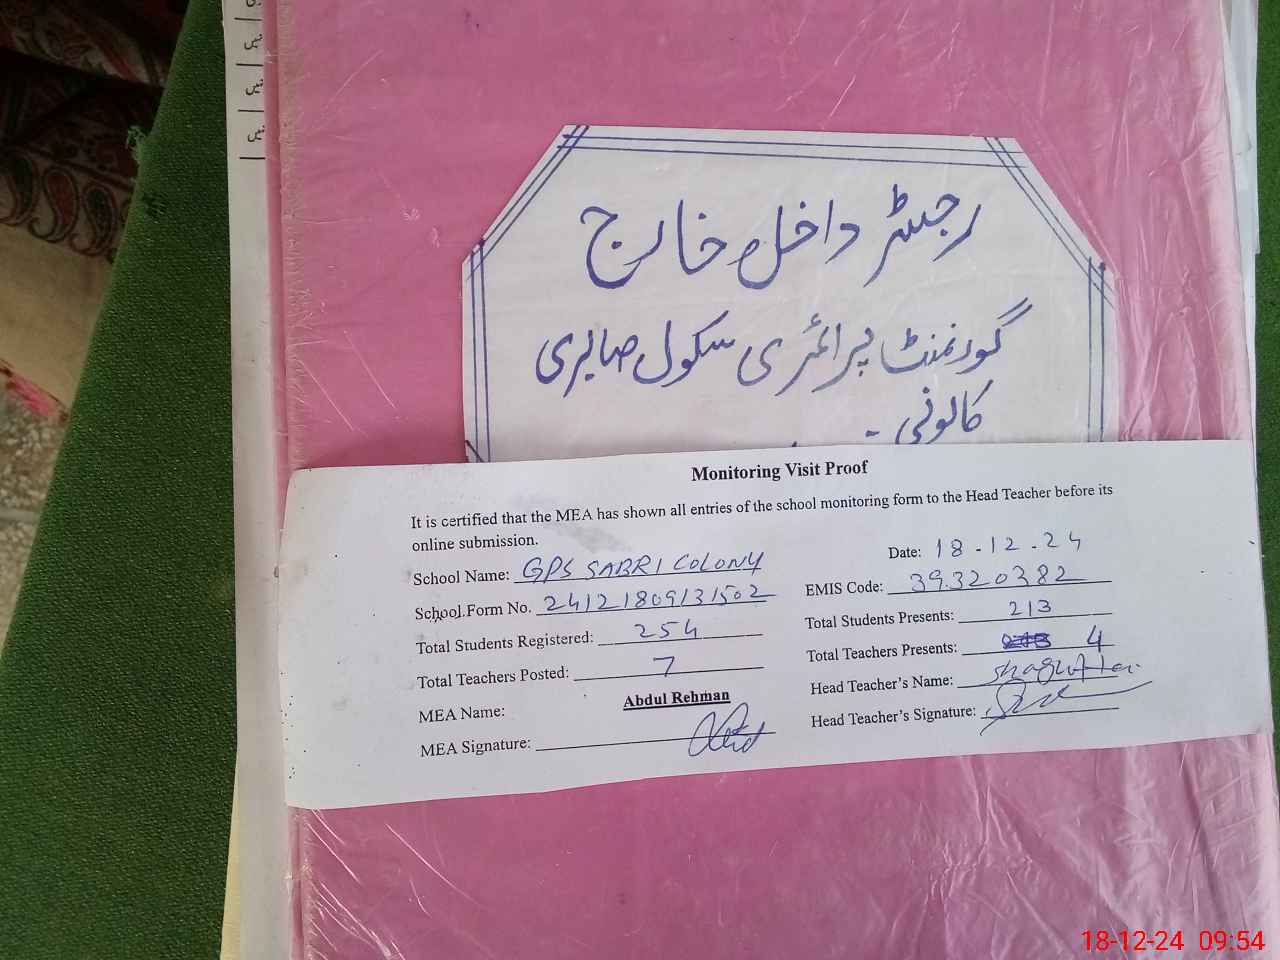 رجسٹر داخل خارج
گورنمنٹ پرائمری سکول صابری
کالونی -
Monitoring Visit Proof
It is certified that the MEA has shown all entries of the school monitoring form to the Head Teacher before its
online submission.
Date: 18-12-24
School Name: GPS SABRI COLONY
EMIS Code: 39320382
School Form No. 24121809131502
Total Students Presents: 213
Total Students Registered: 254
Total Teachers Presents: 4
Total Teachers Posted: 7
Head Teacher's Name: Shagufta
MEA Name: Abdul Rehman
Head Teacher's Signature:
MEA Signature:
18-12-24 09:54